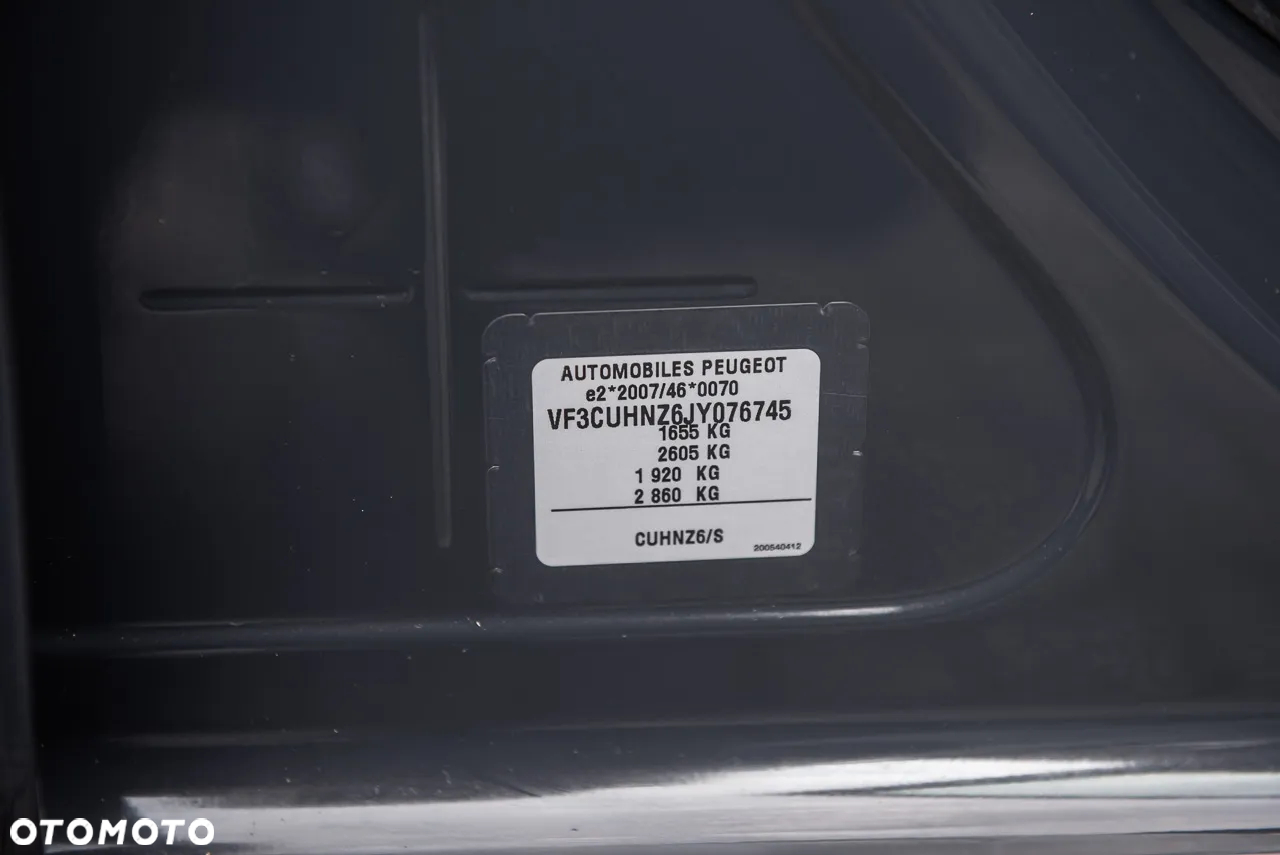 AUTOMOBILES PEUGEOT
e2*2007/46*0070
VF3CUHNZ6JY076745
1655 KG
2605 KG
1 920 KG
2 860 KG
CUHNZ6/S
200540412
OTOMOTO